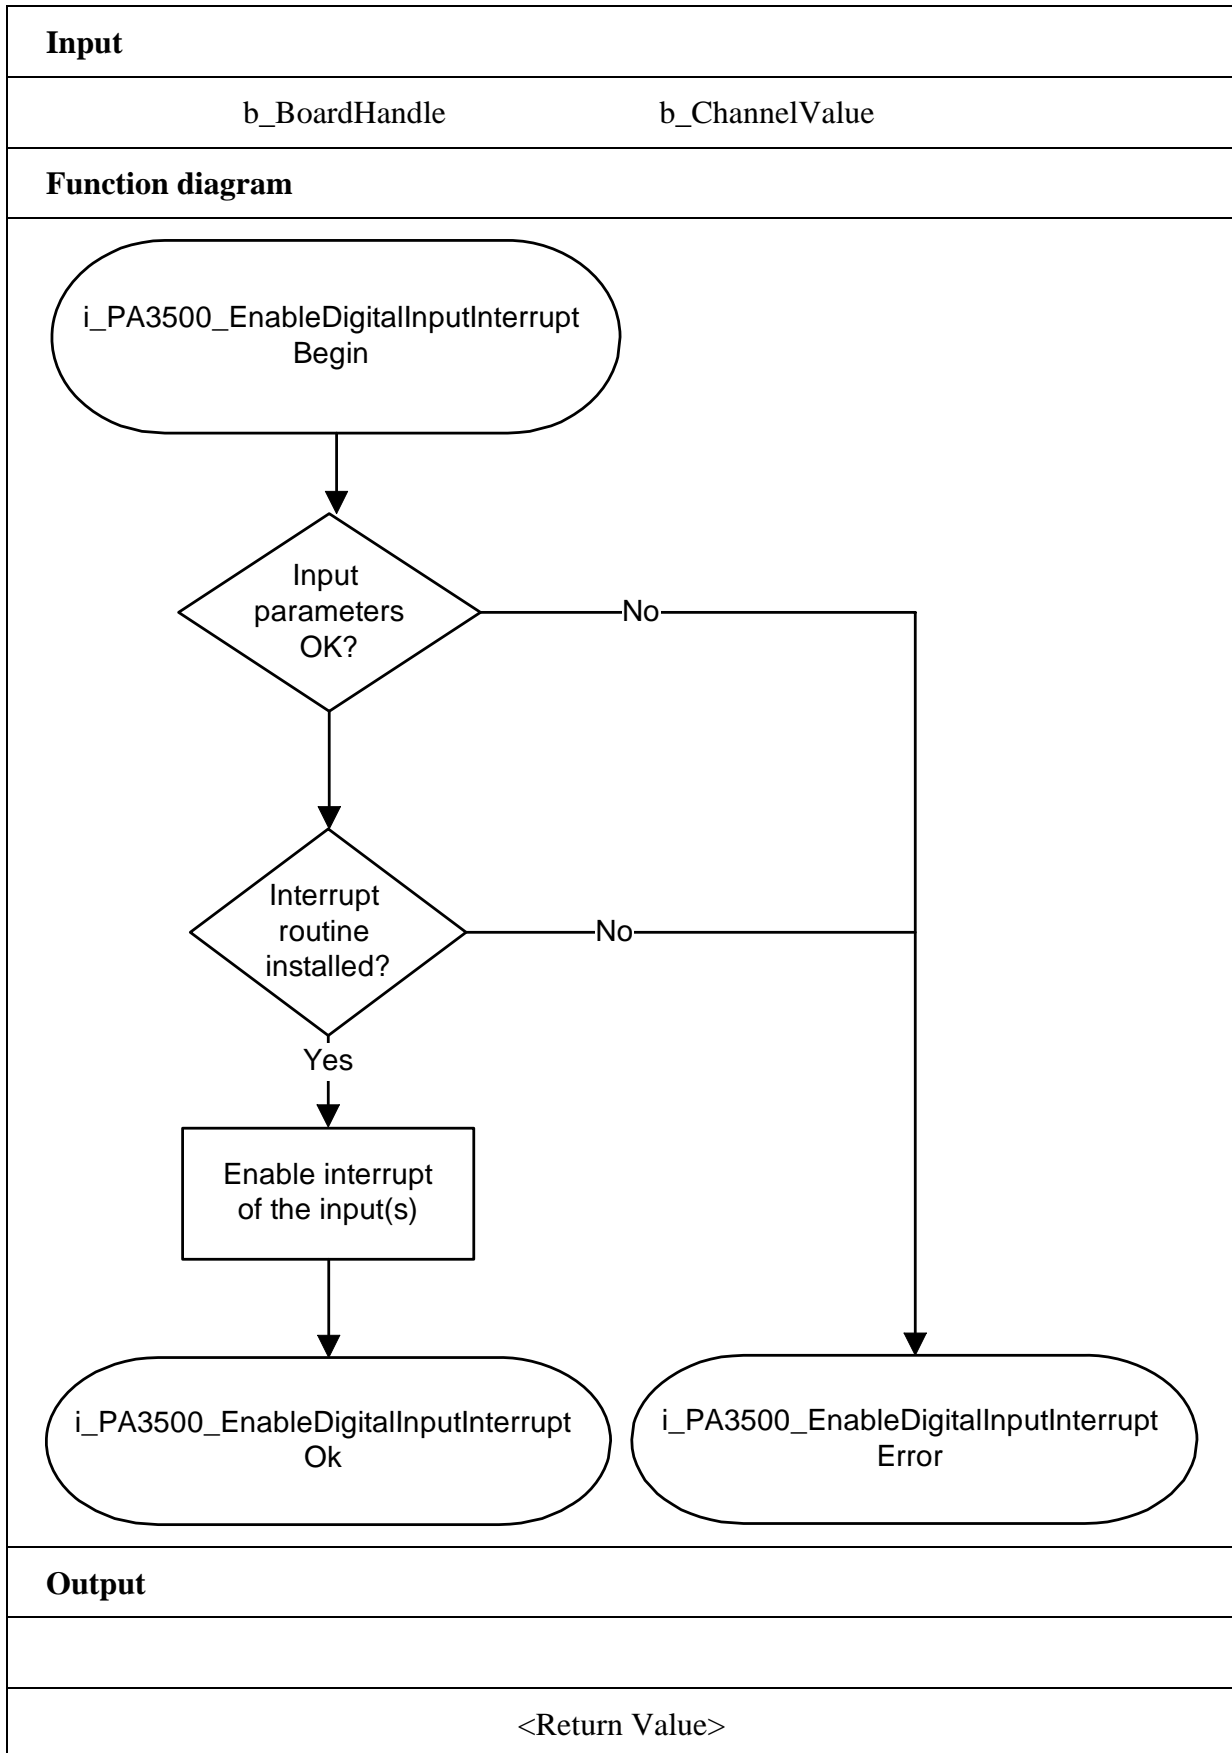 Input
b_BoardHandle b_ChannelValue
Function diagram
i_PA3500_EnableDigitalInputInterrupt
Begin
Input
parameters
OK?
No
Interrupt
routine
installed?
No
Yes
Enable interrupt
of the input(s)
i_PA3500_EnableDigitalInputInterrupt
Ok
i_PA3500_EnableDigitalInputInterrupt
Error
Output
<Return Value>